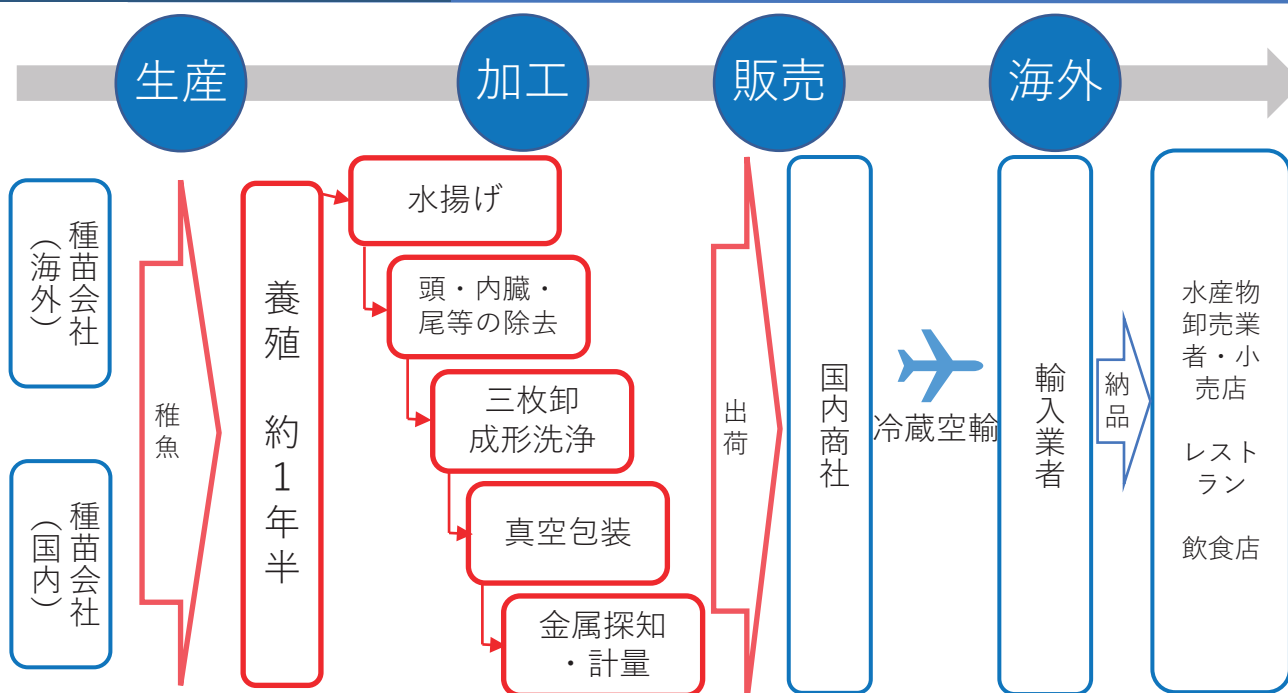 生産
加工
販売
海外
種苗会社
（海外）
種苗会社
（国内）
稚魚
養殖　約１年半
水揚げ
頭・内臓・
尾等の除去
三枚卸
成形洗浄
真空包装
金属探知
・計量
出荷
国内商社
冷蔵空輸
輸入業者
納品
水産物
卸売業
者・小
売店
レスト
ラン
飲食店